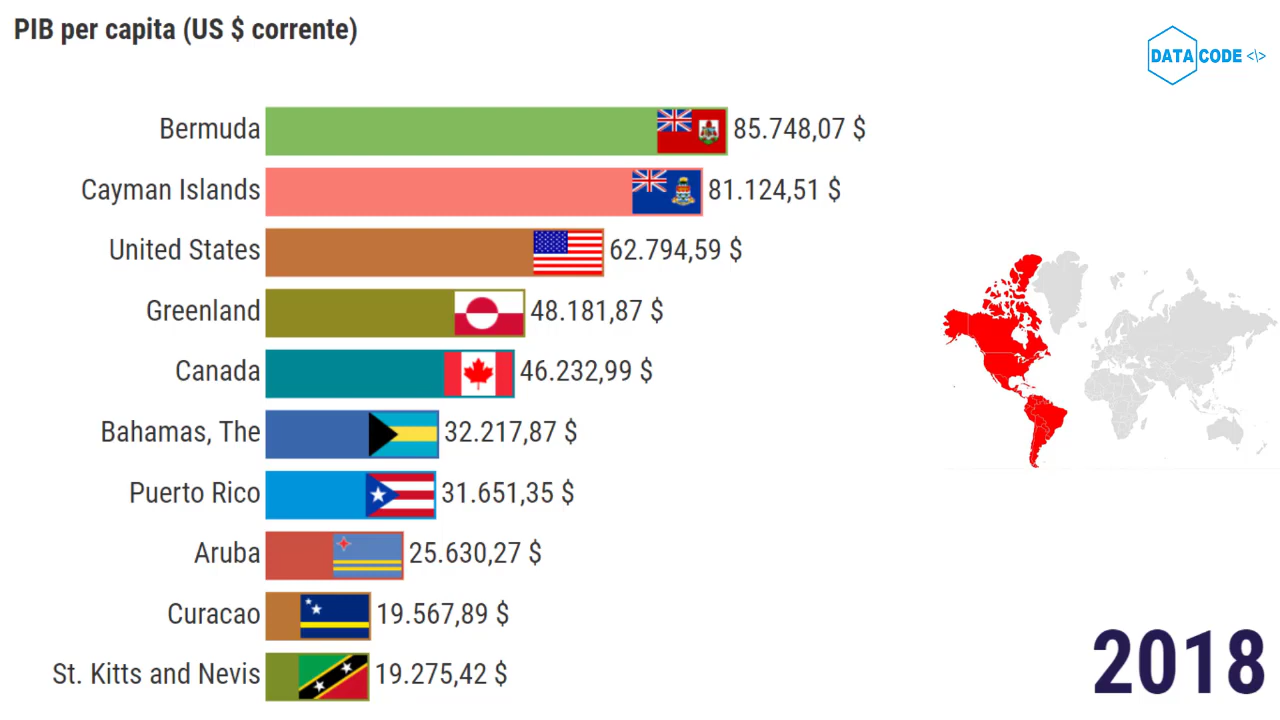 PIB per capita (US $ corrente)
DATA CODE <\>
Bermuda 85.748,07 $
Cayman Islands 81.124,51 $
United States 62.794,59 $
Greenland 48.181,87 $
Canada 46.232,99 $
Bahamas, The 32.217,87 $
Puerto Rico 31.651,35 $
Aruba 25.630,27 $
Curacao 19.567,89 $
St. Kitts and Nevis 19.275,42 $
2018